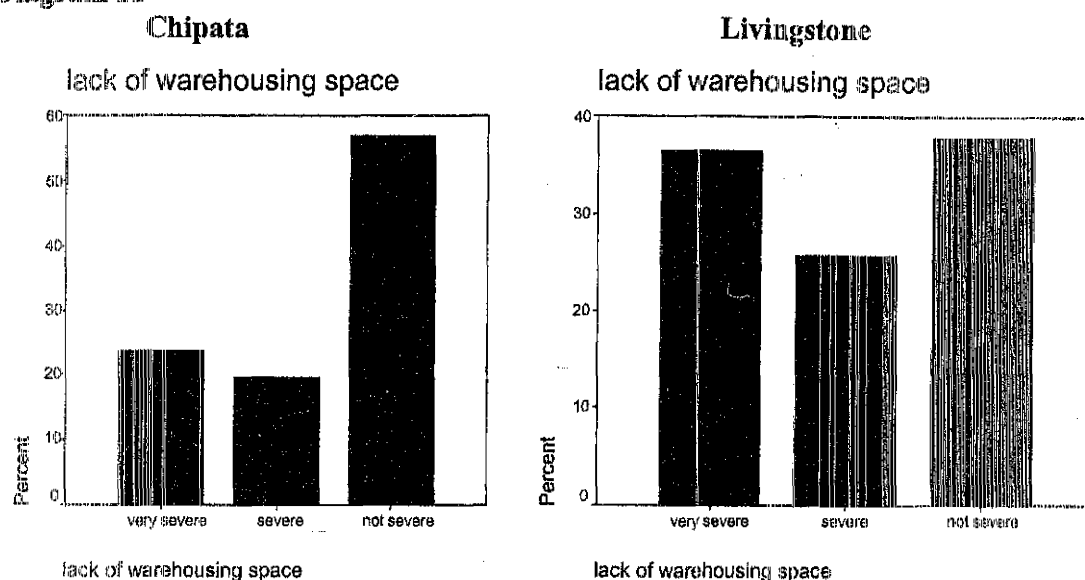 Chipata
lack of warehousing space
60
50
40
30
20
10
0
Percent
very severe
severe
not severe
lack of warehousing space
Livingstone
lack of warehousing space
40
30
20
10
0
Percent
very severe
severe
not severe
lack of warehousing space